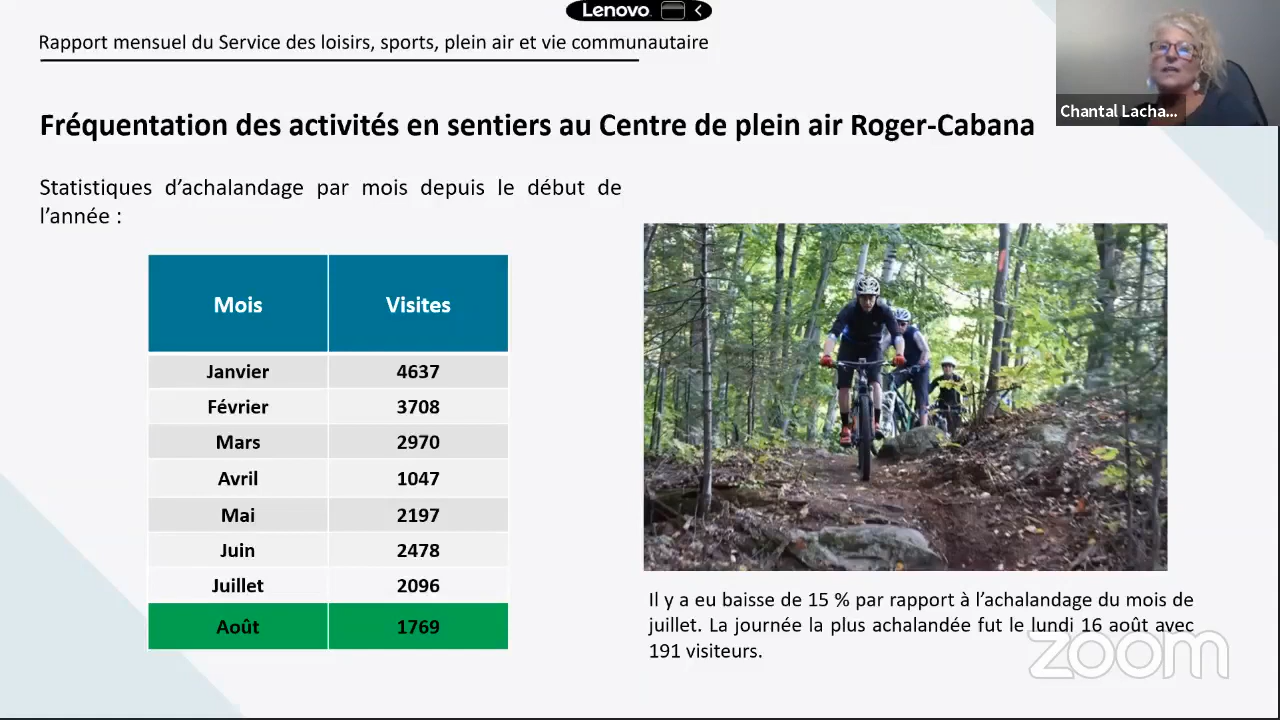 Lenovo.
Rapport mensuel du Service des loisirs, sports, plein air et vie communautaire
Chantal Lacha...
Fréquentation des activités en sentiers au Centre de plein air Roger-Cabana
Statistiques d’achalandage par mois depuis le début de
l’année :
Mois Visites
Janvier 4637
Février 3708
Mars 2970
Avril 1047
Mai 2197
Juin 2478
Juillet 2096
Août 1769
Il y a eu baisse de 15 % par rapport à l’achalandage du mois de
juillet. La journée la plus achalandée fut le lundi 16 août avec
191 visiteurs.
zoom